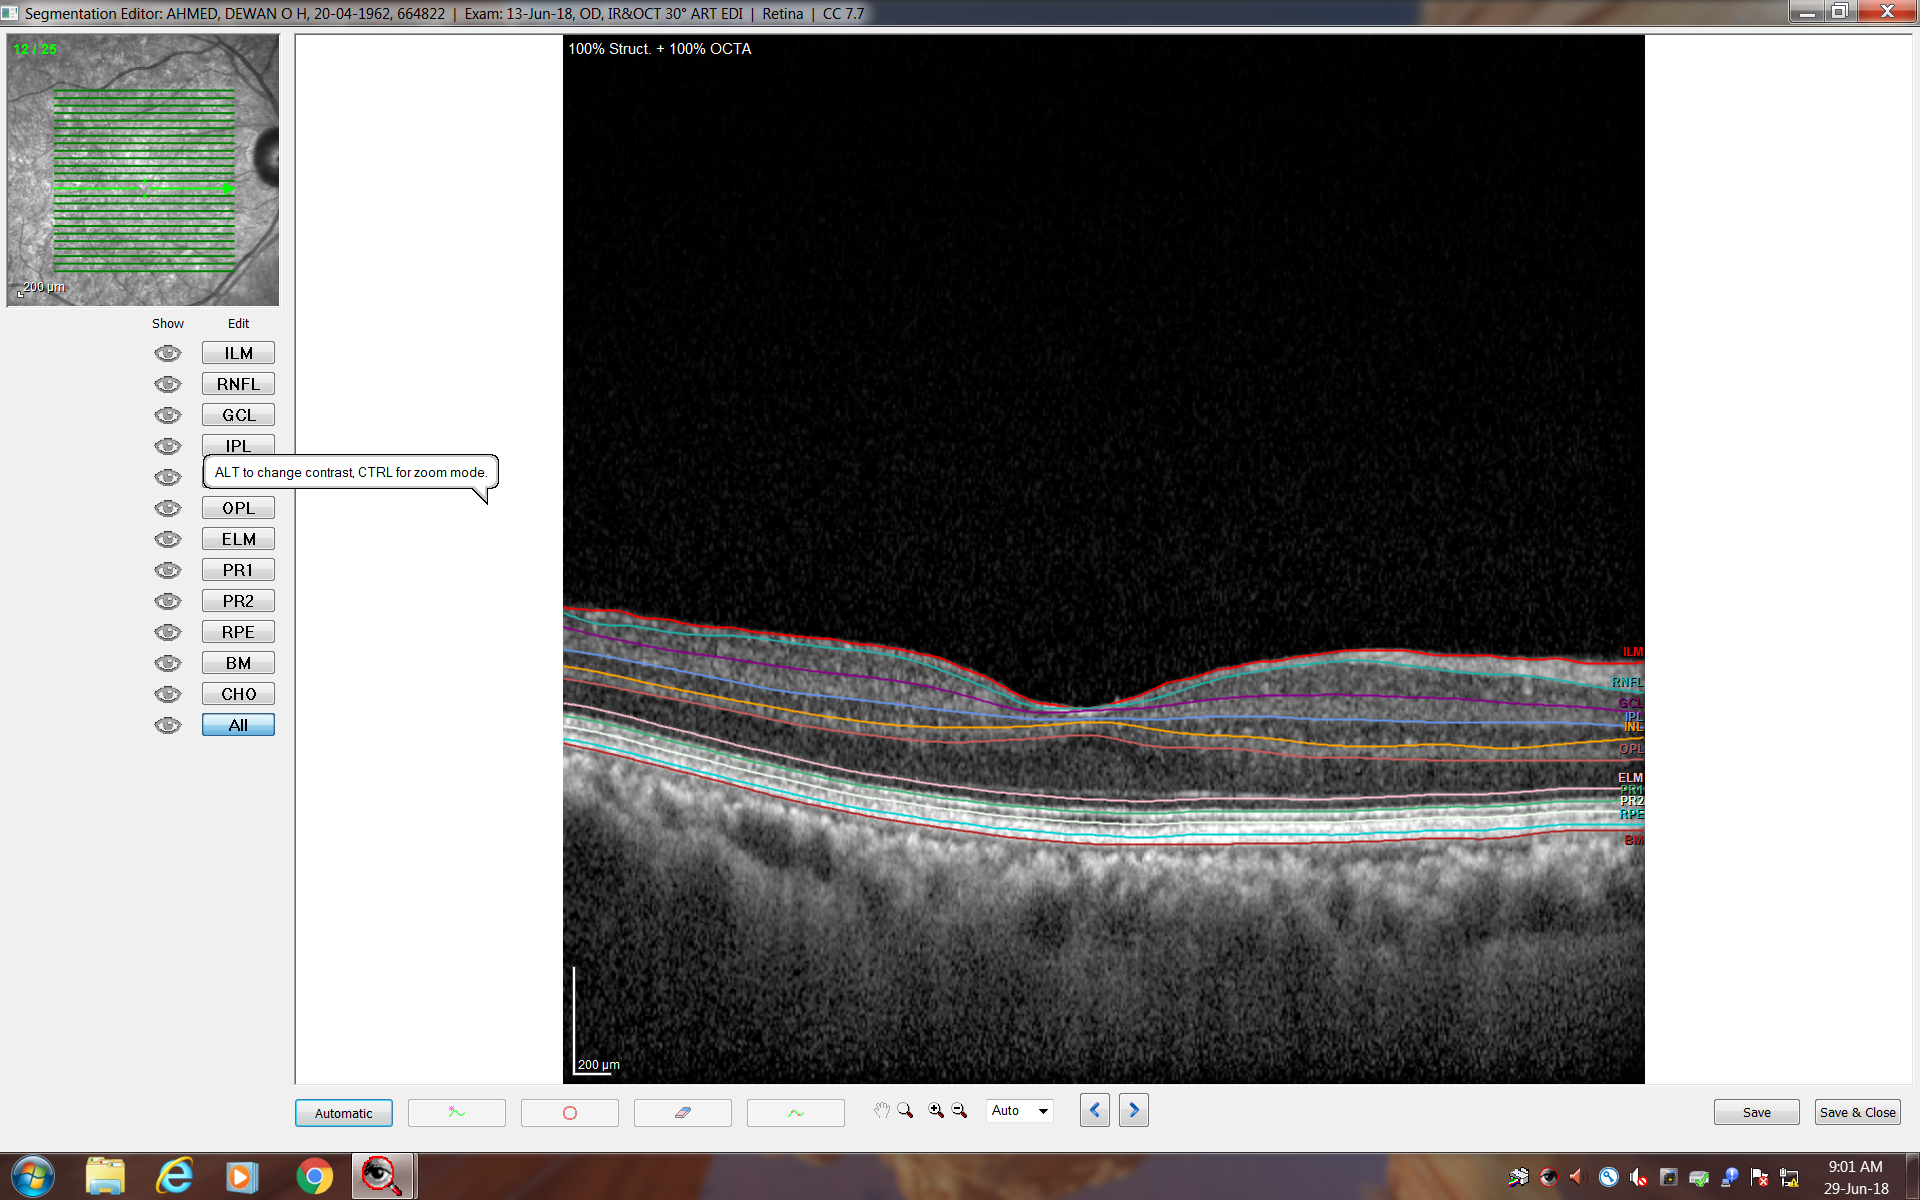 Segmentation Editor: AHMED, DEWAN O H, 20-04-1962, 664822 | Exam: 13-Jun-18, OD, IR&OCT 30° ART EDI | Retina | CC 7.7
12 / 25
200 µm
100% Struct. + 100% OCTA
Show Edit
ILM
RNFL
GCL
IPL
ALT to change contrast, CTRL for zoom mode.
OPL
ELM
PR1
PR2
RPE
BM
CHO
All
ILM
RNFL
GCL
IPL
INL
OPL
ELM
PR1
PR2
RPE
BM
200 µm
Automatic
Auto
Save
Save & Close
9:01 AM
29-Jun-18